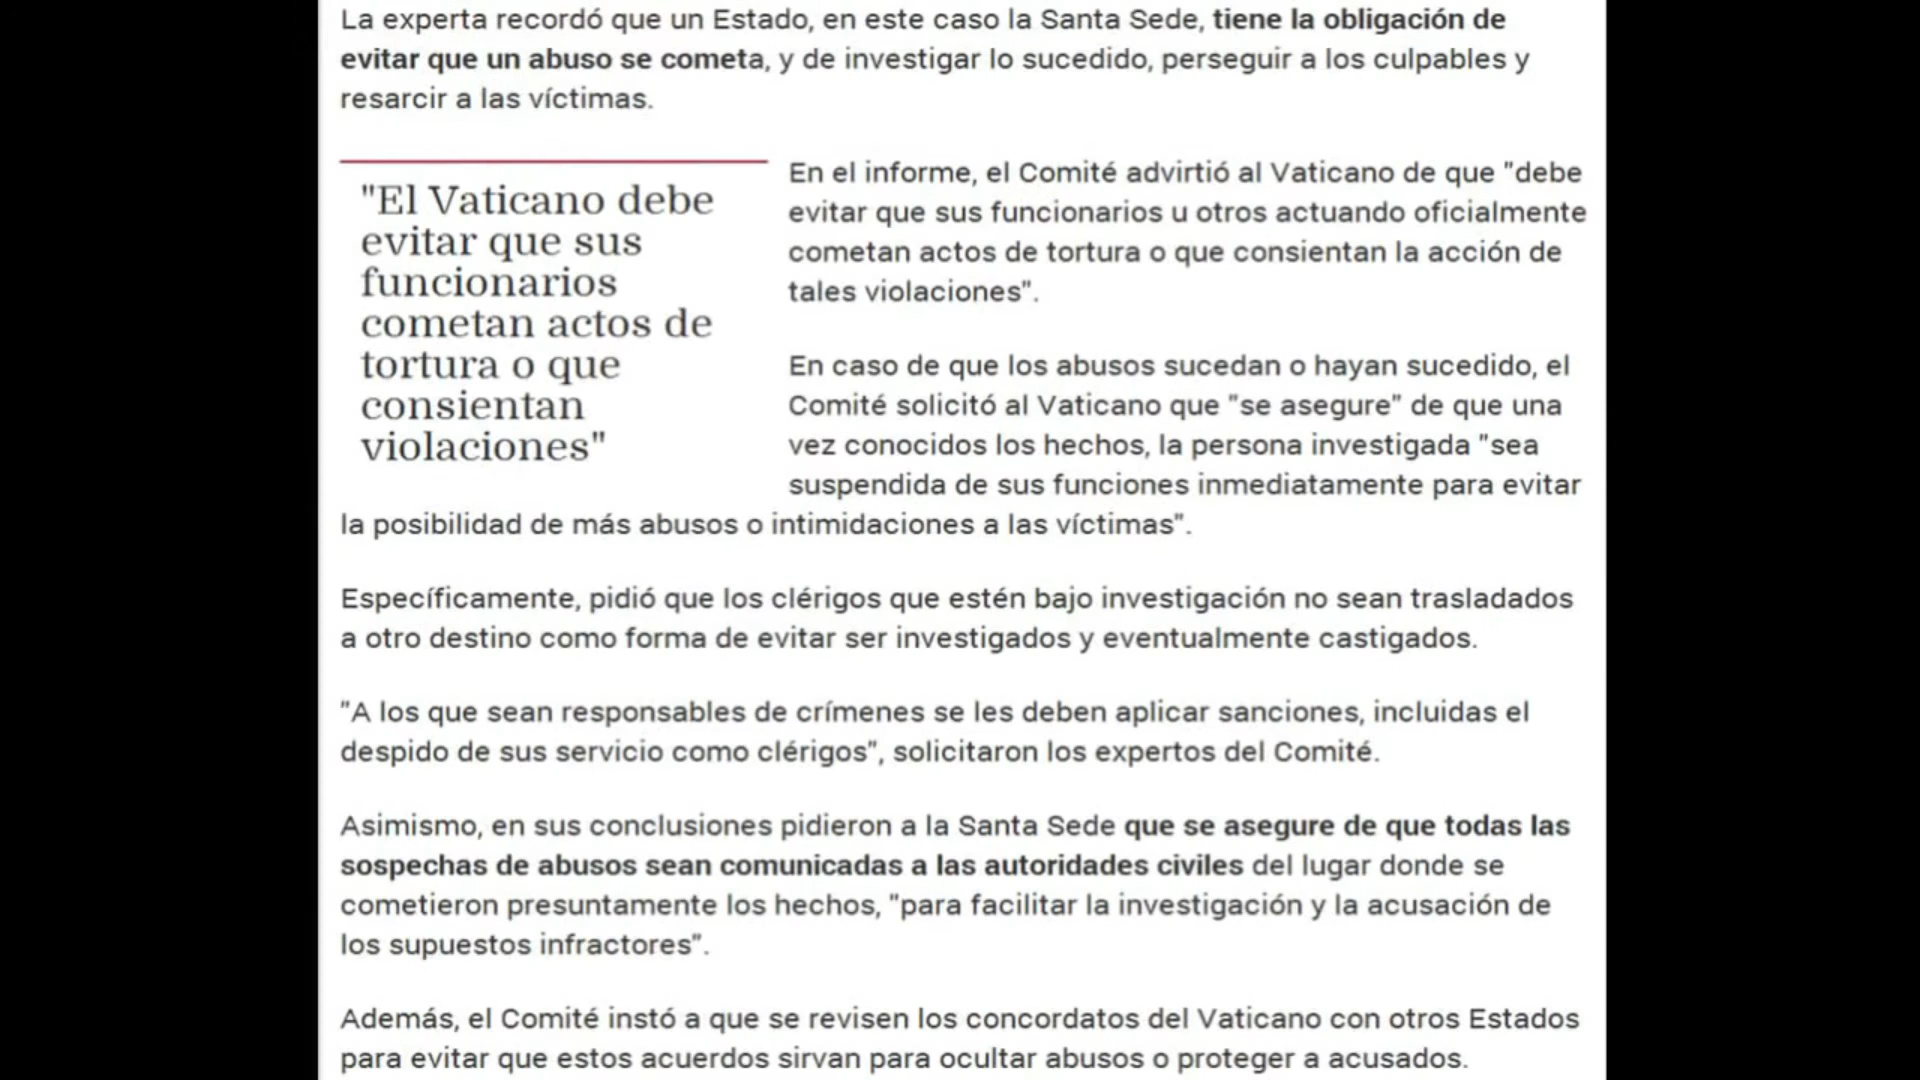 La experta recordó que un Estado, en este caso la Santa Sede, tiene la obligación de
evitar que un abuso se cometa, y de investigar lo sucedido, perseguir a los culpables y
resarcir a las víctimas.
"El Vaticano debe
evitar que sus
funcionarios
cometan actos de
tortura o que
consientan
violaciones"
En el informe, el Comité advirtió al Vaticano de que "debe
evitar que sus funcionarios u otros actuando oficialmente
cometan actos de tortura o que consientan la acción de
tales violaciones".
En caso de que los abusos sucedan o hayan sucedido, el
Comité solicitó al Vaticano que "se asegure" de que una
vez conocidos los hechos, la persona investigada "sea
suspendida de sus funciones inmediatamente para evitar
la posibilidad de más abusos o intimidaciones a las víctimas".
Específicamente, pidió que los clérigos que estén bajo investigación no sean trasladados
a otro destino como forma de evitar ser investigados y eventualmente castigados.
"A los que sean responsables de crímenes se les deben aplicar sanciones, incluidas el
despido de sus servicio como clérigos", solicitaron los expertos del Comité.
Asimismo, en sus conclusiones pidieron a la Santa Sede que se asegure de que todas las
sospechas de abusos sean comunicadas a las autoridades civiles del lugar donde se
cometieron presuntamente los hechos, "para facilitar la investigación y la acusación de
los supuestos infractores".
Además, el Comité instó a que se revisen los concordatos del Vaticano con otros Estados
para evitar que estos acuerdos sirvan para ocultar abusos o proteger a acusados.